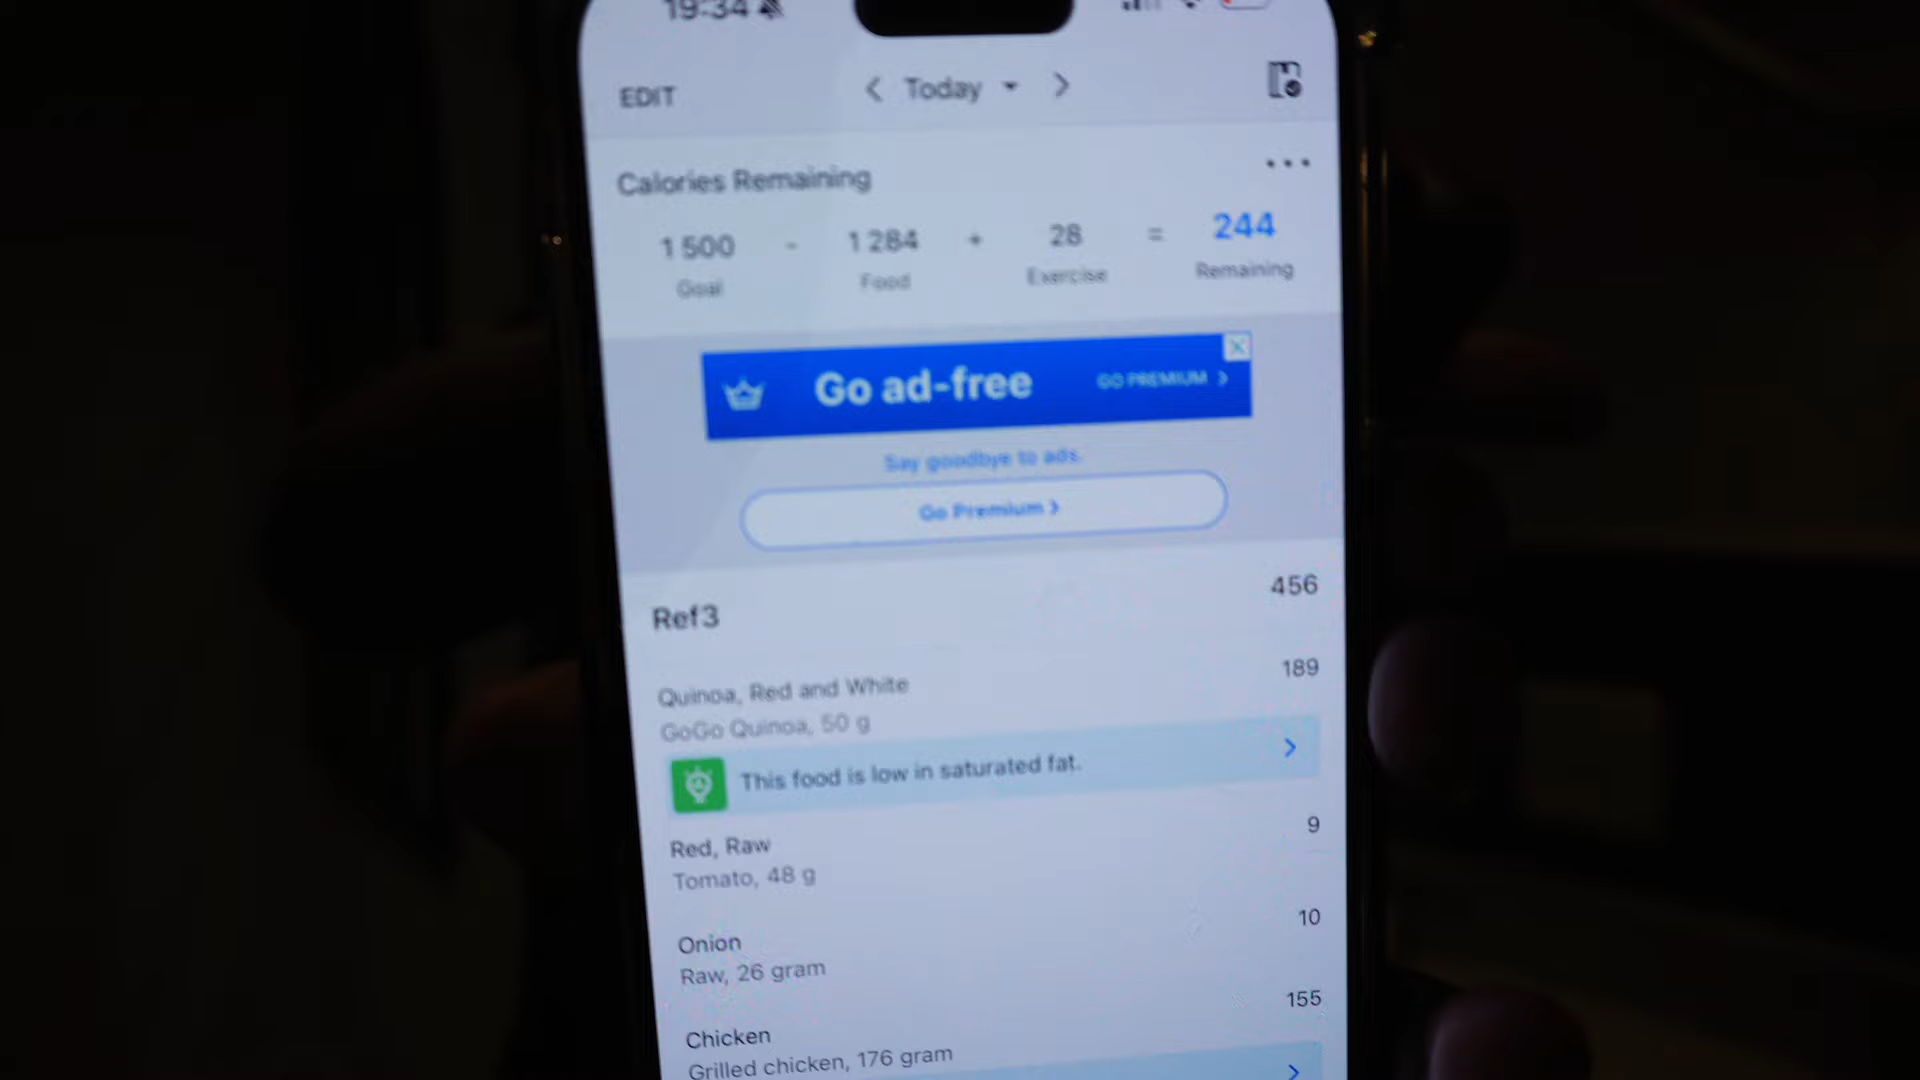 19:34
EDIT
Today
Calories Remaining
1 500 - 1 284 + 28 = 244
Goal Food Exercise Remaining
Go ad-free GO PREMIUM
Say goodbye to ads.
Go Premium
Ref3 456
Quinoa, Red and White 189
GoGo Quinoa, 50 g
This food is low in saturated fat.
Red, Raw 9
Tomato, 48 g
Onion 10
Raw, 26 gram
Chicken 155
Grilled chicken, 176 gram